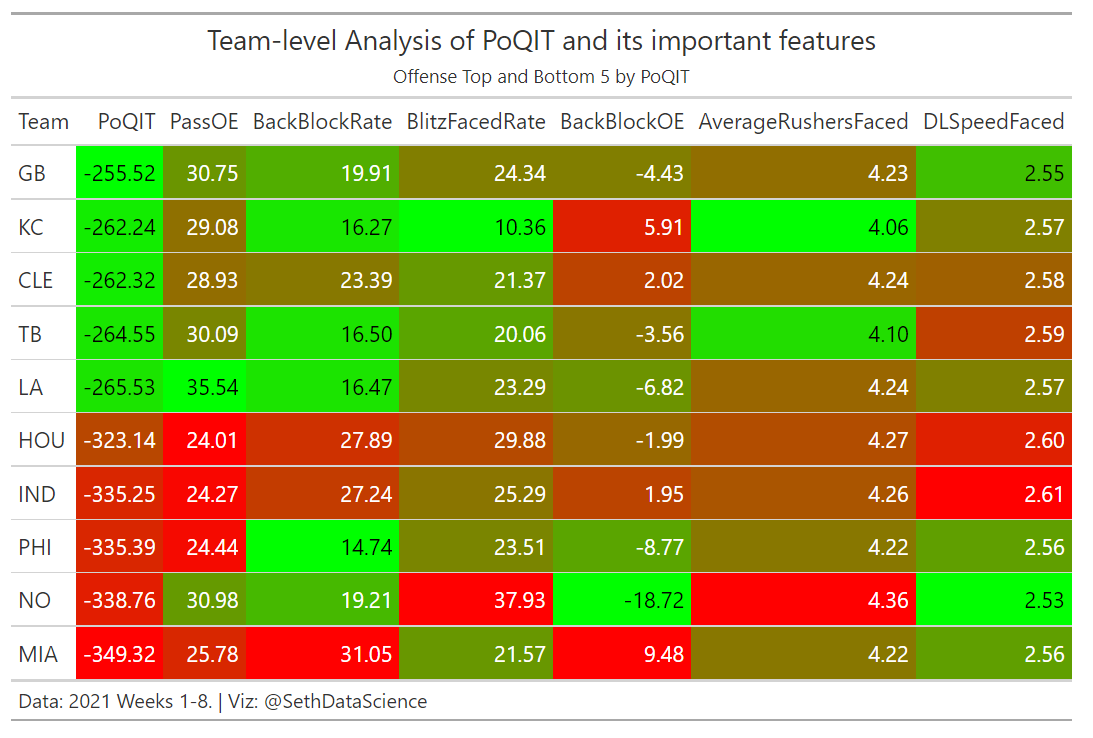 Team-level Analysis of PoQIT and its important features
Offense Top and Bottom 5 by PoQIT
Team PoQIT PassOE BackBlockRate BlitzFacedRate BackBlockOE AverageRushersFaced DLSpeedFaced
GB -255.52 30.75 19.91 24.34 -4.43 4.23 2.55
KC -262.24 29.08 16.27 10.36 5.91 4.06 2.57
CLE -262.32 28.93 23.39 21.37 2.02 4.24 2.58
TB -264.55 30.09 16.50 20.06 -3.56 4.10 2.59
LA -265.53 35.54 16.47 23.29 -6.82 4.24 2.57
HOU -323.14 24.01 27.89 29.88 -1.99 4.27 2.60
IND -335.25 24.27 27.24 25.29 1.95 4.26 2.61
PHI -335.39 24.44 14.74 23.51 -8.77 4.22 2.56
NO -338.76 30.98 19.21 37.93 -18.72 4.36 2.53
MIA -349.32 25.78 31.05 21.57 9.48 4.22 2.56
Data: 2021 Weeks 1-8. | Viz: @SethDataScience